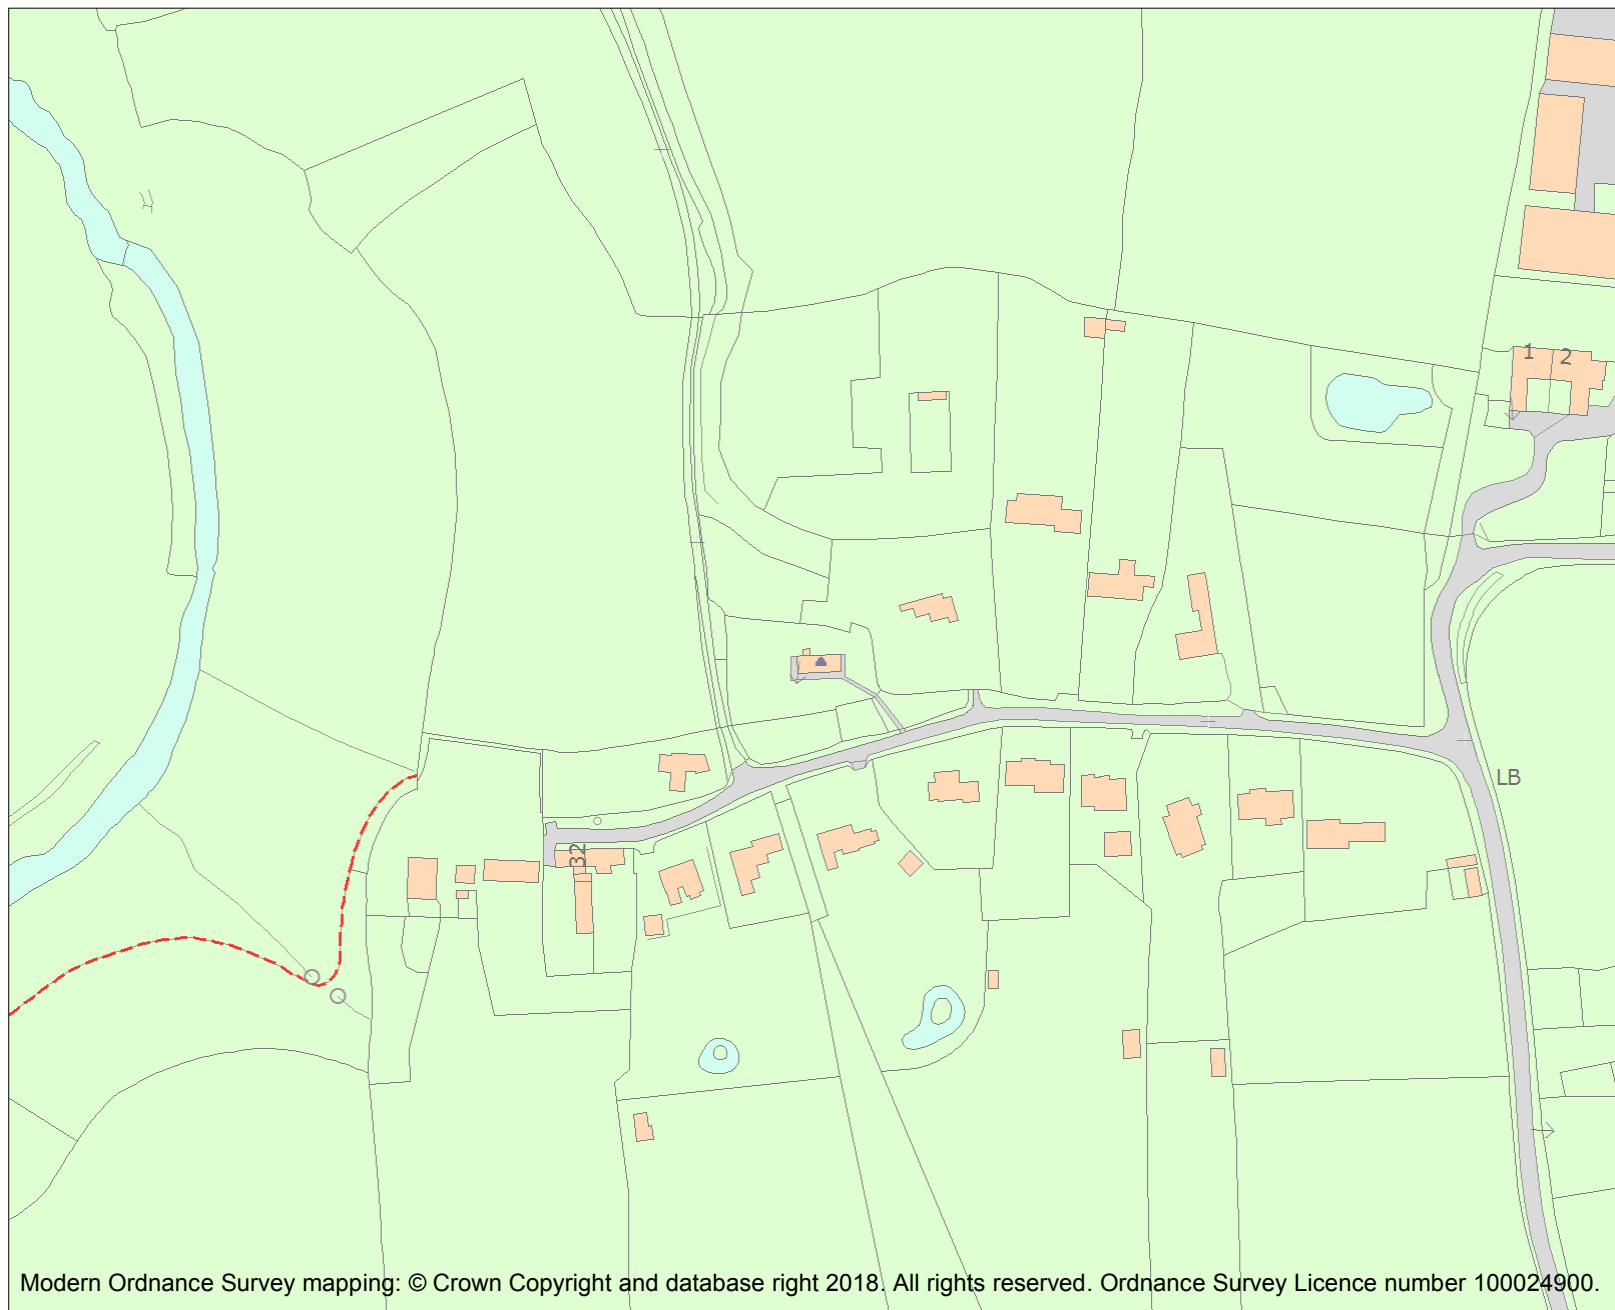 1
2
LB
32
Modern Ordnance Survey mapping: © Crown Copyright and database right 2018. All rights reserved. Ordnance Survey Licence number 100024900.